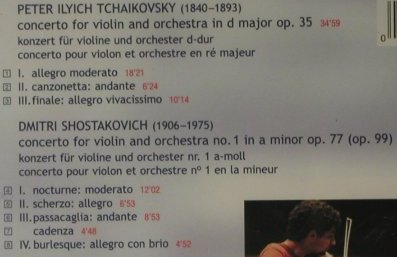 PETER ILYICH TCHAIKOVSKY (1840–1893)
concerto for violin and orchestra in d major op. 35 34'59
konzert für violine und orchester d-dur
concerto pour violon et orchestre en ré majeur
1 I. allegro moderato 18'21
2 II. canzonetta: andante 6'24
3 III. finale: allegro vivacissimo 10'14
DMITRI SHOSTAKOVICH (1906–1975)
concerto for violin and orchestra no. 1 in a minor op. 77 (op. 99)
konzert für violine und orchester nr. 1 a-moll
concerto pour violon et orchestre nº 1 en la mineur
4 I. nocturne: moderato 12'02
5 II. scherzo: allegro 6'53
6 III. passacaglia: andante 8'53
7 cadenza 4'48
8 IV. burlesque: allegro con brio 4'52
0